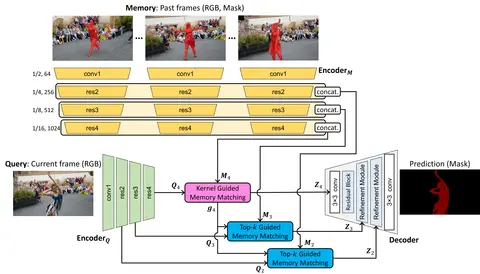 Memory: Past frames (RGB, Mask)
... ...
Encoder_M
1/2, 64 conv1 conv1 conv1
1/4, 256 res2 res2 res2 concat.
1/8, 512 res3 res3 res3 concat.
1/16, 1024 res4 res4 res4 concat.
Query: Current frame (RGB)
conv1
res2
res3
res4
Encoder_Q
Q_4
M_4
Kernel Guided
Memory Matching
g_4
M_3
Q_3
Top-k Guided
Memory Matching
M_2
Q_2
Top-k Guided
Memory Matching
Z_4
Z_3
Z_2
3×3 conv
Residual Block
Refinement Module
Refinement Module
3×3 conv
Decoder
Prediction (Mask)